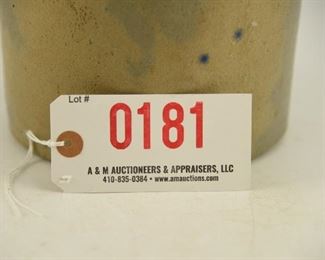 Lot #
0181
A & M AUCTIONEERS & APPRAISERS, LLC
410-835-0384 • www.amauctions.com